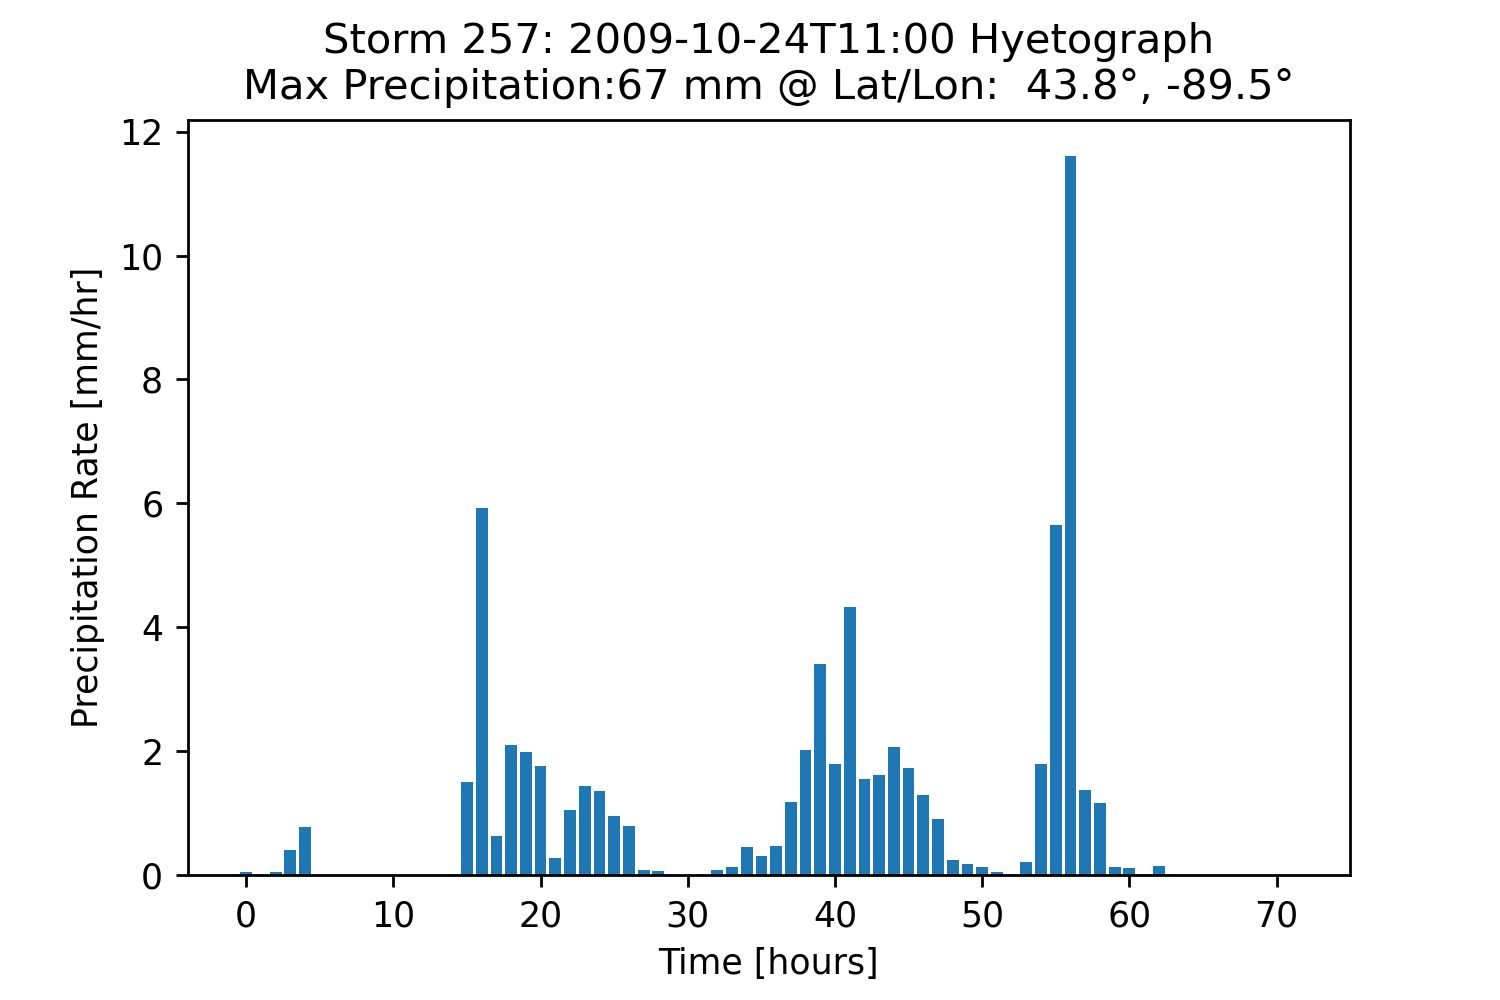 Storm 257: 2009-10-24T11:00 Hyetograph
Max Precipitation:67 mm @ Lat/Lon:  43.8°, -89.5°
12
10
8
6
4
2
0
Precipitation Rate [mm/hr]
0 10 20 30 40 50 60 70
Time [hours]